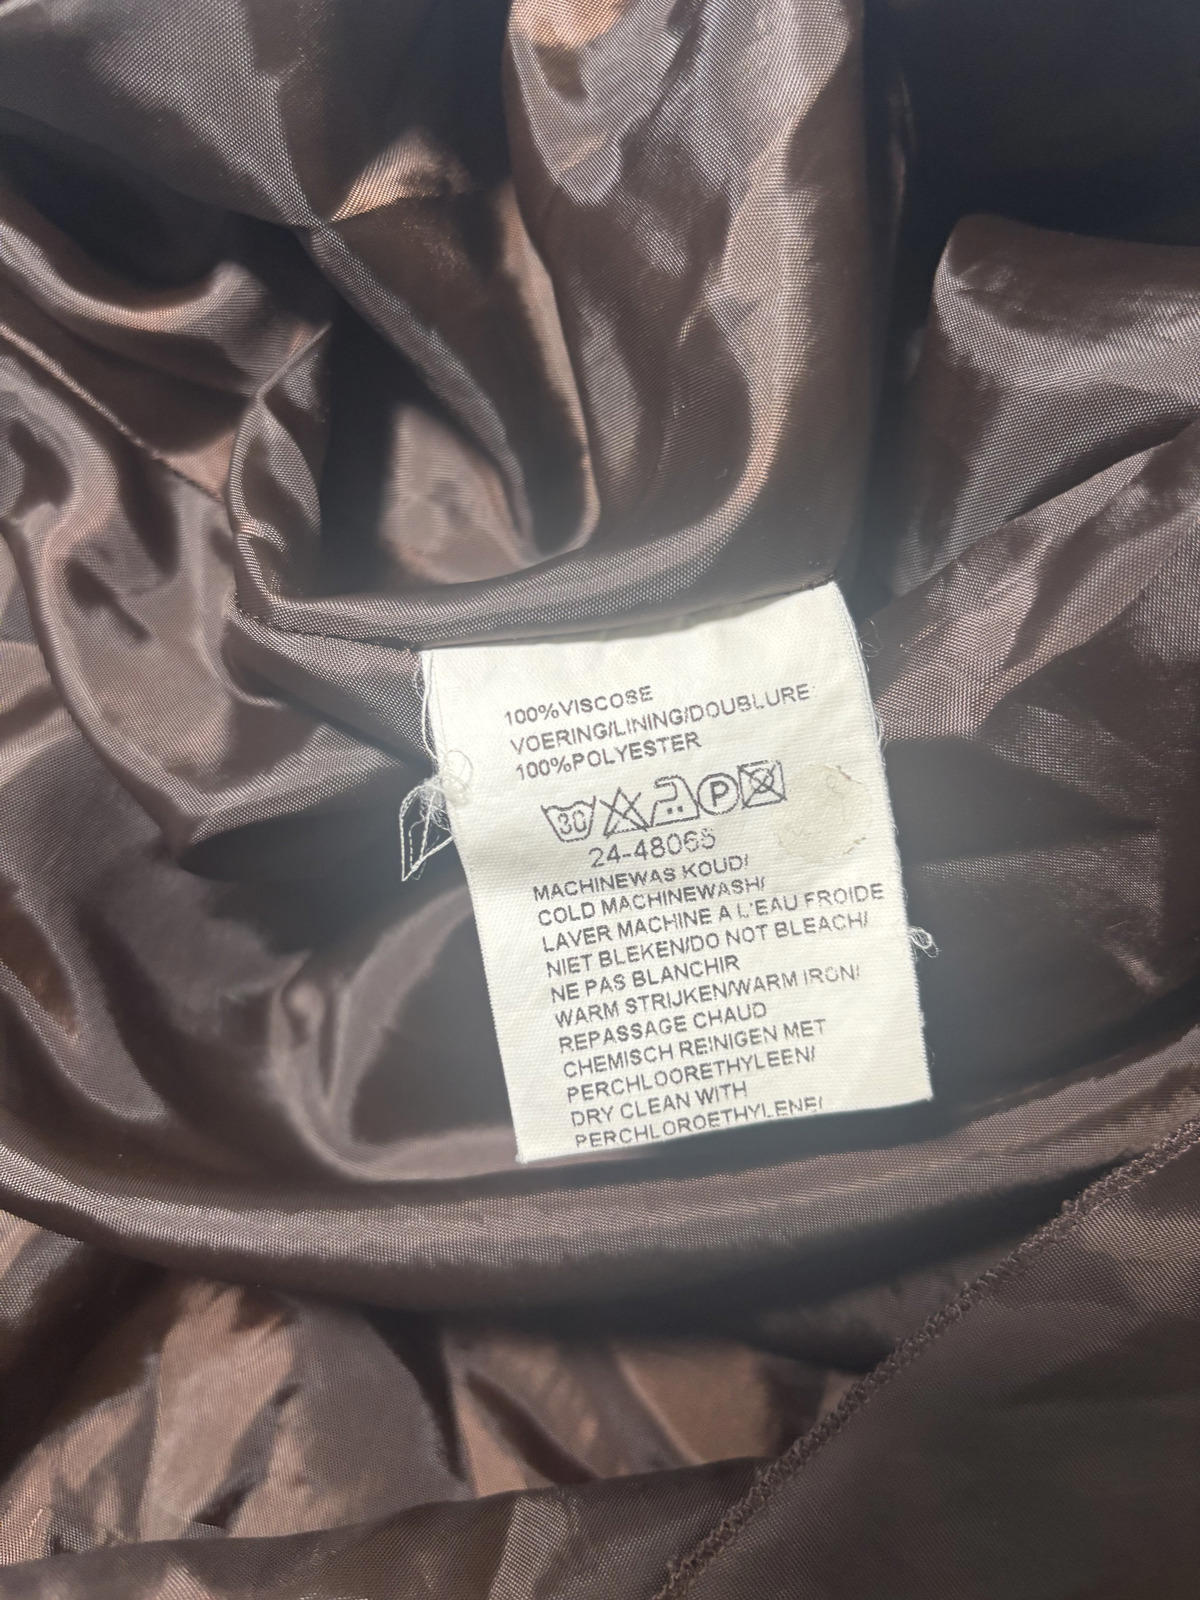 100%VISCOSE
VOERING/LINING/DOUBLURE:
100%POLYESTER
30 P
24-48065
MACHINEWAS KOUD/
COLD MACHINEWASH/
LAVER MACHINE A L'EAU FROIDE
NIET BLEKEN/DO NOT BLEACH/
NE PAS BLANCHIR
WARM STRIJKEN/WARM IRON/
REPASSAGE CHAUD
CHEMISCH REINIGEN MET
PERCHLOORETHYLEEN/
DRY CLEAN WITH
PERCHLOROETHYLENE/